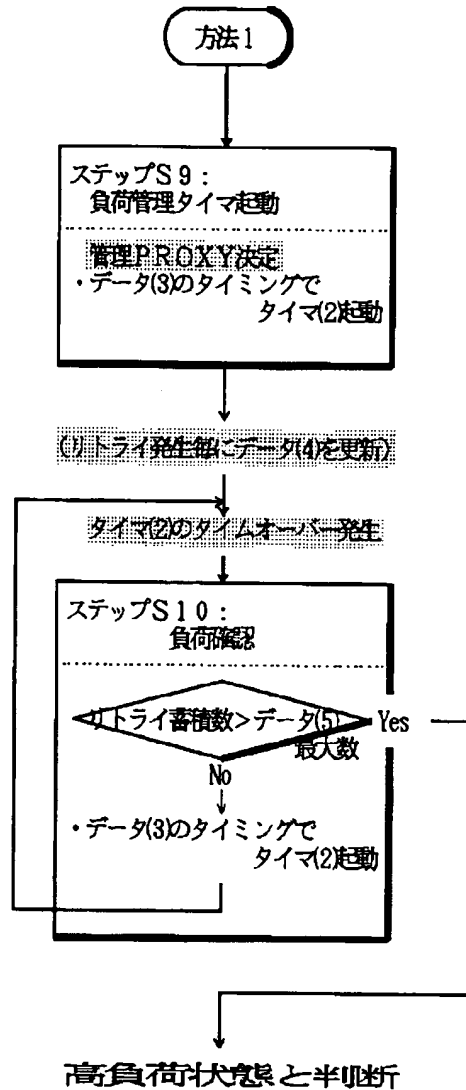 方法1
ステップS9:
負荷管理タイマ起動
管理PROXY決定
・データ(3)のタイミングで
タイマ(2)起動
(リトライ発生毎にデータ(4)を更新)
タイマ(2)のタイムオーバー発生
ステップS10:
負荷確認
リトライ蓄積数>データ(5)
最大数
Yes
No
・データ(3)のタイミングで
タイマ(2)起動
高負荷状態と判断